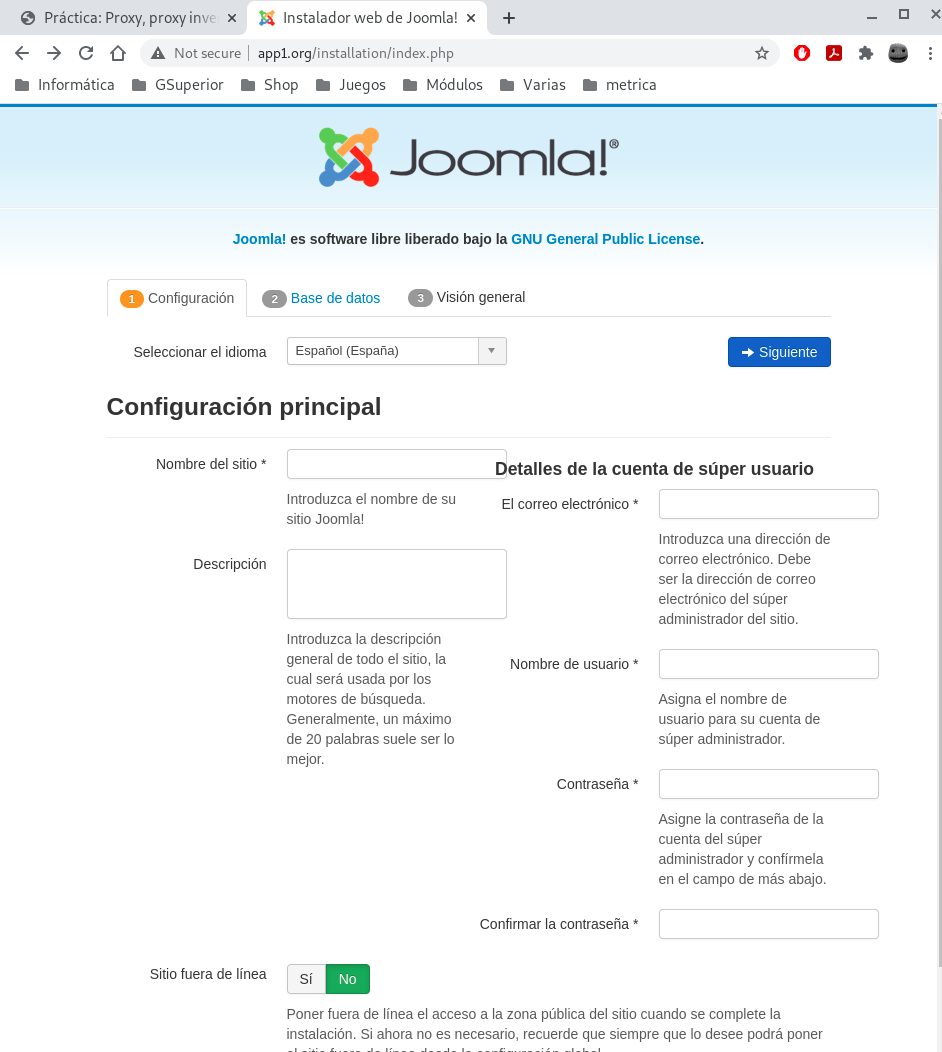 Práctica: Proxy, proxy inve
Instalador web de Joomla!
Not secure app1.org/installation/index.php
Informática GSuperior Shop Juegos Módulos Varias metrica
Joomla!®
Joomla! es software libre liberado bajo la GNU General Public License.
1 Configuración 2 Base de datos 3 Visión general
Seleccionar el idioma Español (España) Siguiente
Configuración principal
Nombre del sitio *
Introduzca el nombre de su
sitio Joomla!
Descripción
Introduzca la descripción
general de todo el sitio, la
cual será usada por los
motores de búsqueda.
Generalmente, un máximo
de 20 palabras suele ser lo
mejor.
Detalles de la cuenta de súper usuario
El correo electrónico *
Introduzca una dirección de
correo electrónico. Debe
ser la dirección de correo
electrónico del súper
administrador del sitio.
Nombre de usuario *
Asigna el nombre de
usuario para su cuenta de
súper administrador.
Contraseña *
Asigne la contraseña de la
cuenta del súper
administrador y confírmela
en el campo de más abajo.
Confirmar la contraseña *
Sitio fuera de línea Sí No
Poner fuera de línea el acceso a la zona pública del sitio cuando se complete la
instalación. Si ahora no es necesario, recuerde que siempre que lo desee podrá poner
el sitio fuera de línea desde la configuración global.